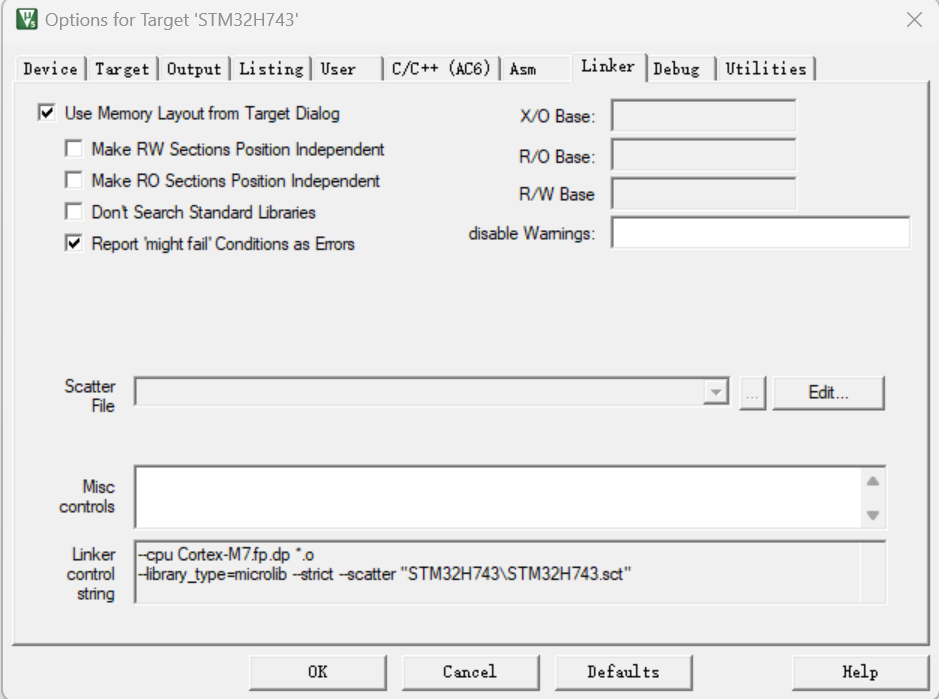 Options for Target 'STM32H743'
Device Target Output Listing User C/C++ (AC6) Asm Linker Debug Utilities
Use Memory Layout from Target Dialog
Make RW Sections Position Independent
Make RO Sections Position Independent
Don't Search Standard Libraries
Report 'might fail' Conditions as Errors
X/O Base:
R/O Base:
R/W Base
disable Warnings:
Scatter
File
...
Edit...
Misc
controls
Linker
control
string
--cpu Cortex-M7.fp.dp *.o
--library_type=microlib --strict --scatter "STM32H743\STM32H743.sct"
OK Cancel Defaults Help